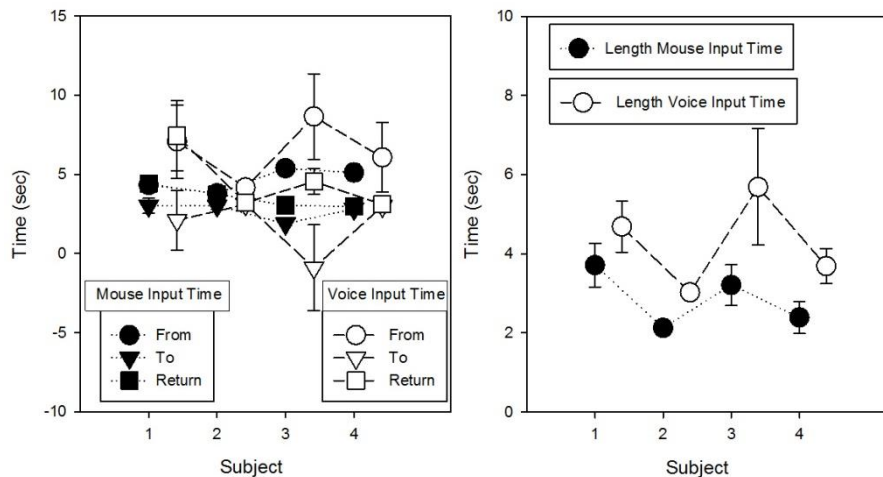 15
10
5
0
-5
-10
Time (sec)
Mouse Input Time
From
To
Return
Voice Input Time
From
To
Return
1 2 3 4
Subject
10
8
6
4
2
0
Time (sec)
Length Mouse Input Time
Length Voice Input Time
1 2 3 4
Subject